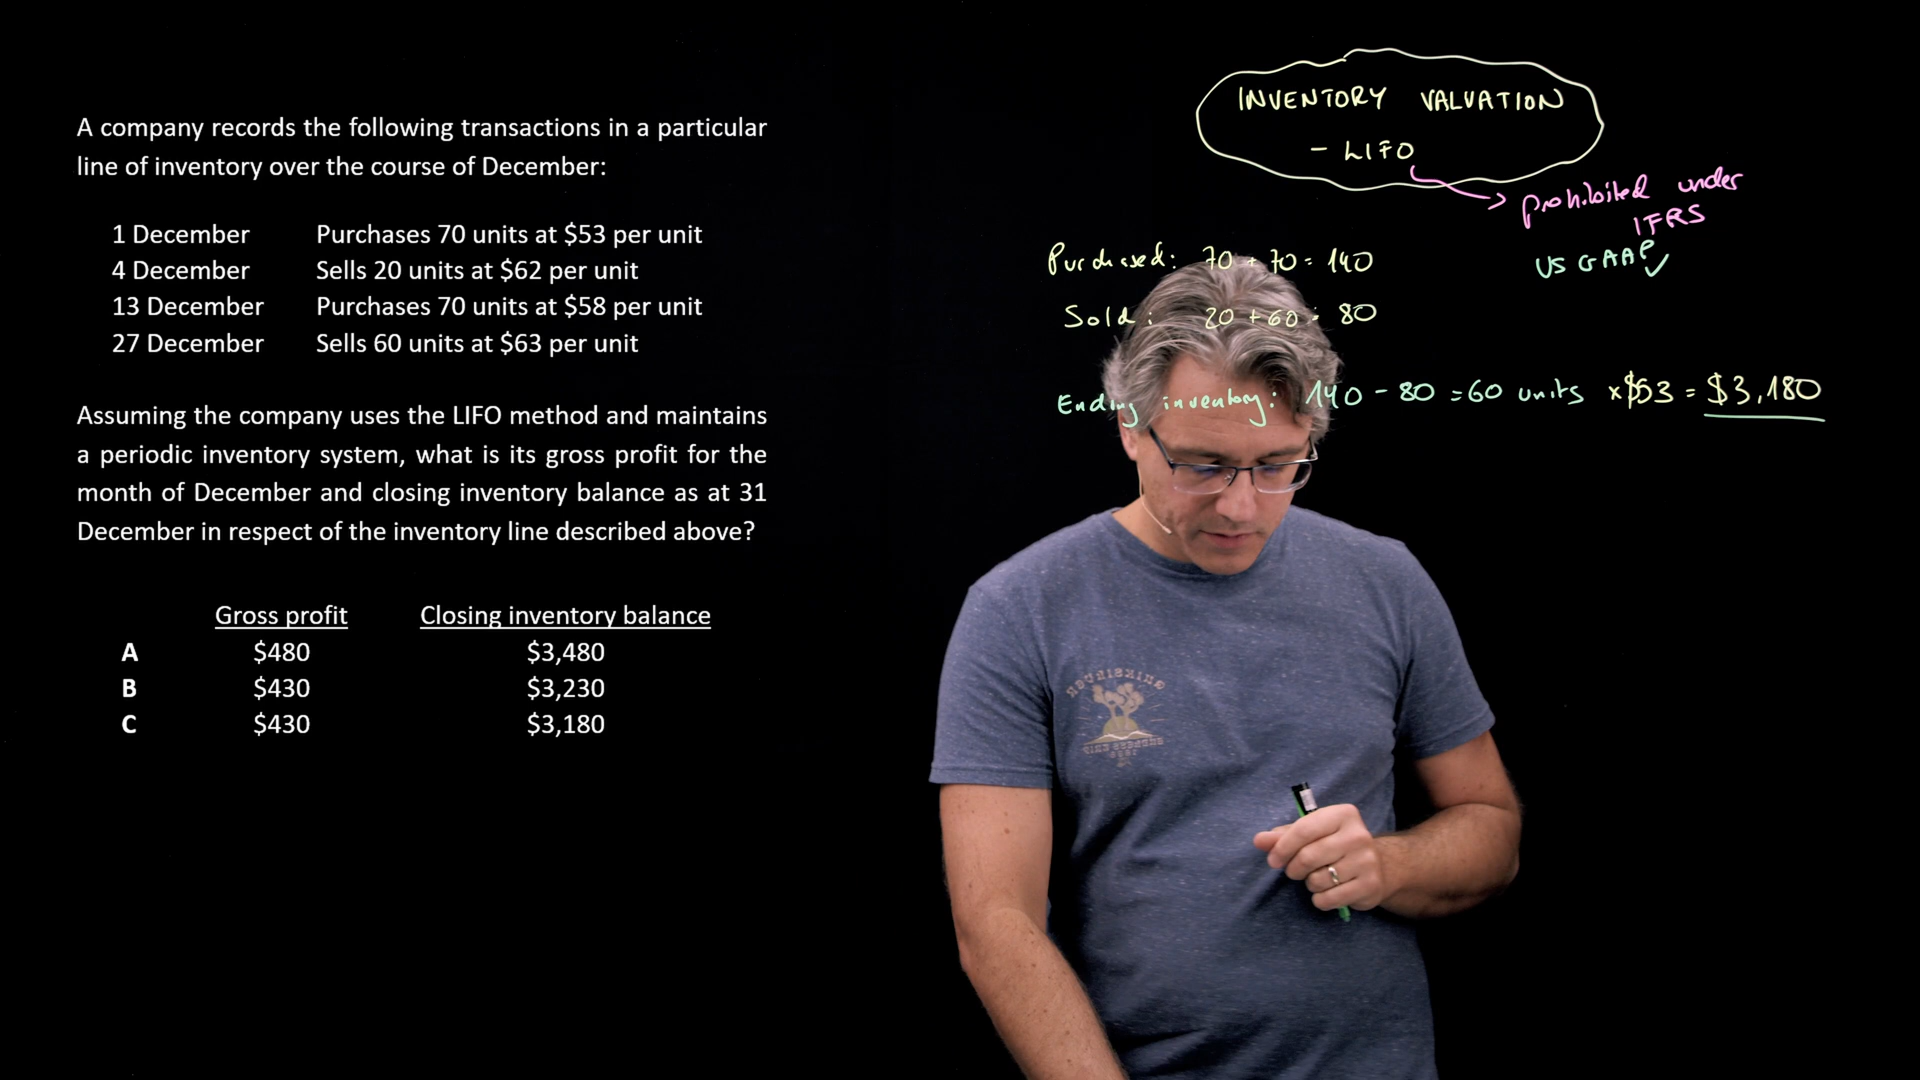 A company records the following transactions in a particular
line of inventory over the course of December:
1 December Purchases 70 units at $53 per unit
4 December Sells 20 units at $62 per unit
13 December Purchases 70 units at $58 per unit
27 December Sells 60 units at $63 per unit
Assuming the company uses the LIFO method and maintains
a periodic inventory system, what is its gross profit for the
month of December and closing inventory balance as at 31
December in respect of the inventory line described above?
Gross profit Closing inventory balance
A $480 $3,480
B $430 $3,230
C $430 $3,180
INVENTORY VALUATION
- LIFO
prohibited under
IFRS
US GAAP ✓
Purchased: 70 + 70 = 140
Sold: 20 + 60 = 80
Ending inventory: 140 - 80 = 60 units x $53 = $3,180